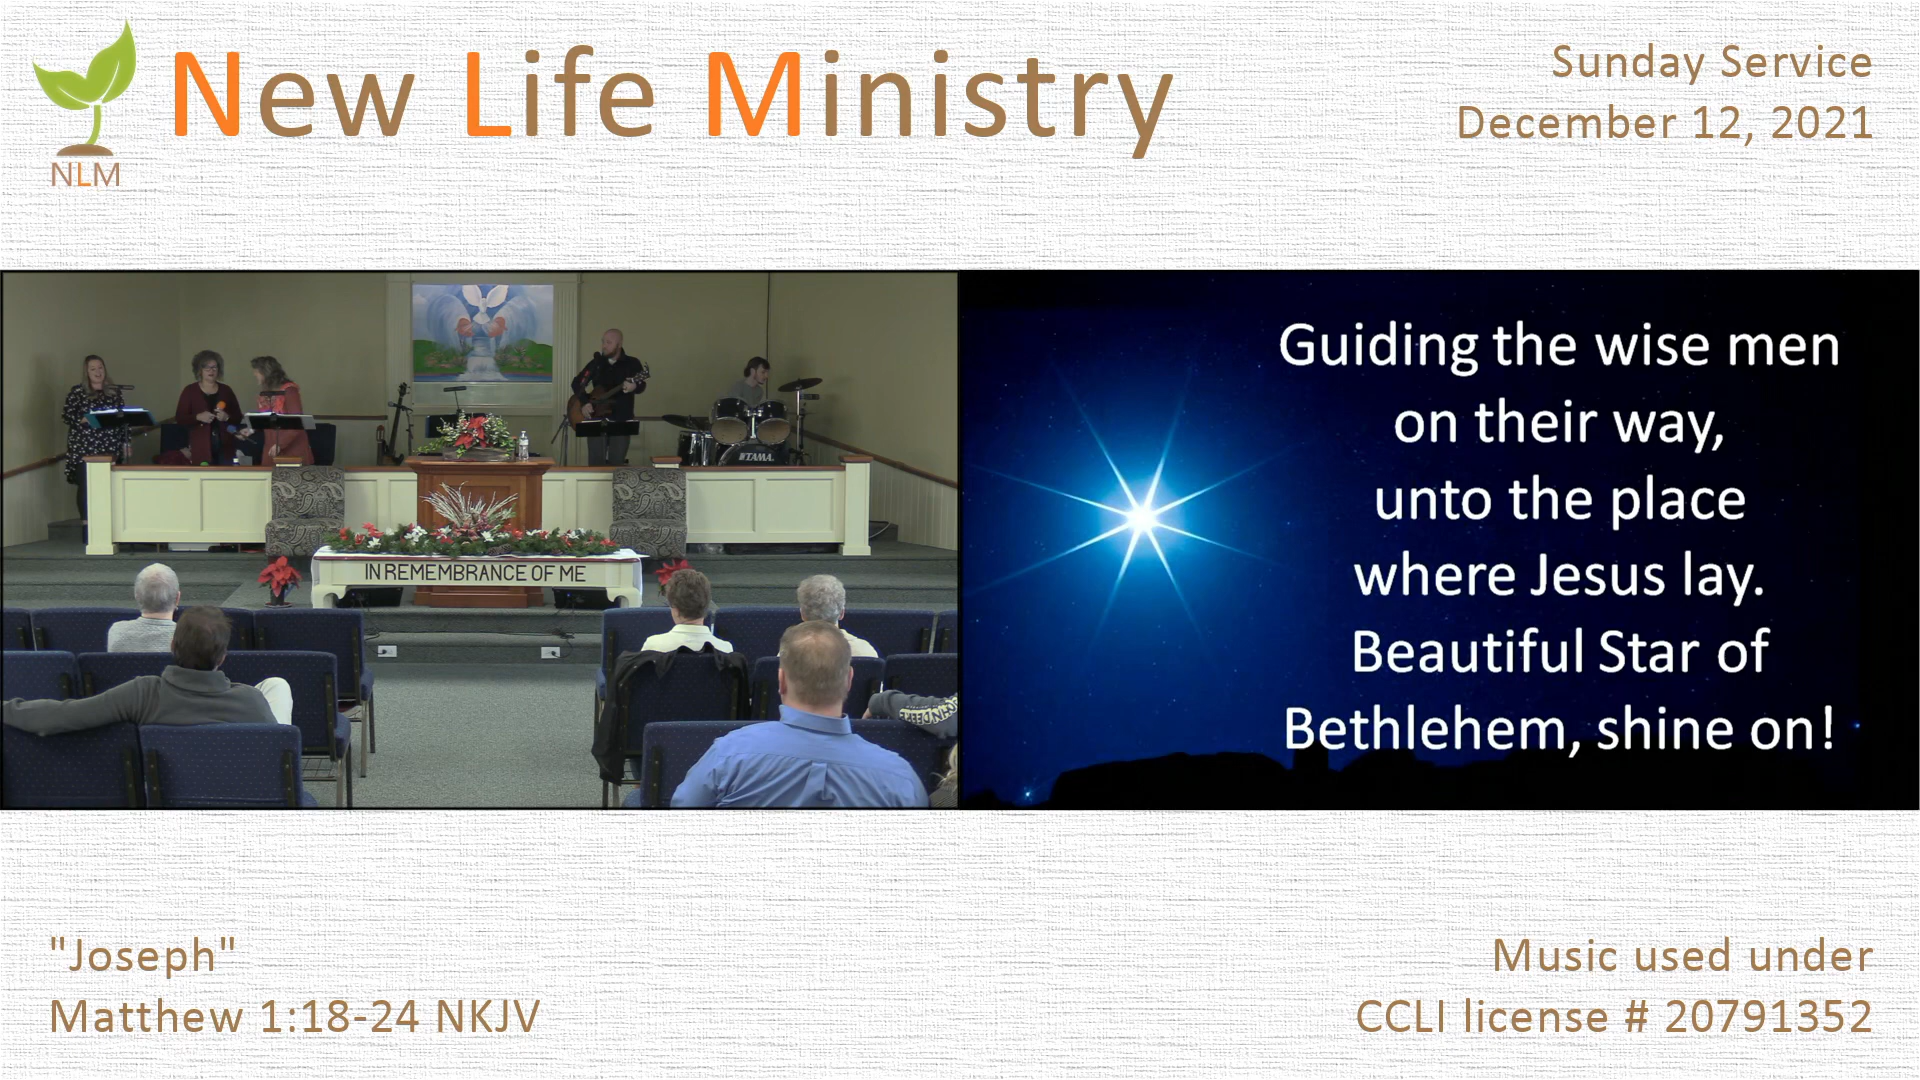 New Life Ministry
NLM
Sunday Service
December 12, 2021
Guiding the wise men
on their way,
unto the place
where Jesus lay.
Beautiful Star of
Bethlehem, shine on!
TAMA
IN REMEMBRANCE OF ME
JOHN DEERE
"Joseph"
Matthew 1:18-24 NKJV
Music used under
CCLI license # 20791352